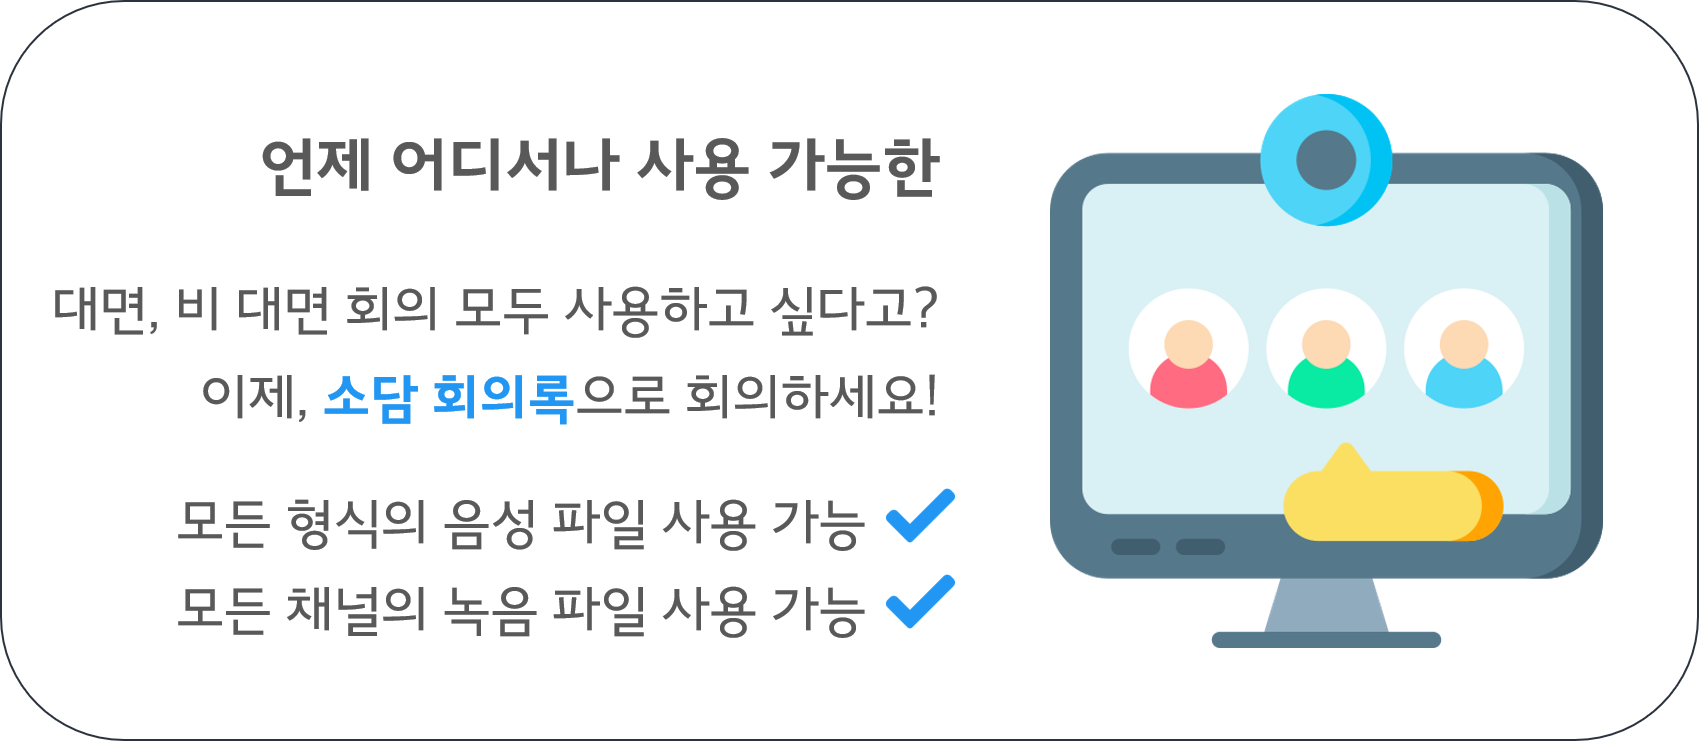 언제 어디서나 사용 가능한
대면, 비 대면 회의 모두 사용하고 싶다고?
이제, 소담 회의록으로 회의하세요!
모든 형식의 음성 파일 사용 가능
모든 채널의 녹음 파일 사용 가능